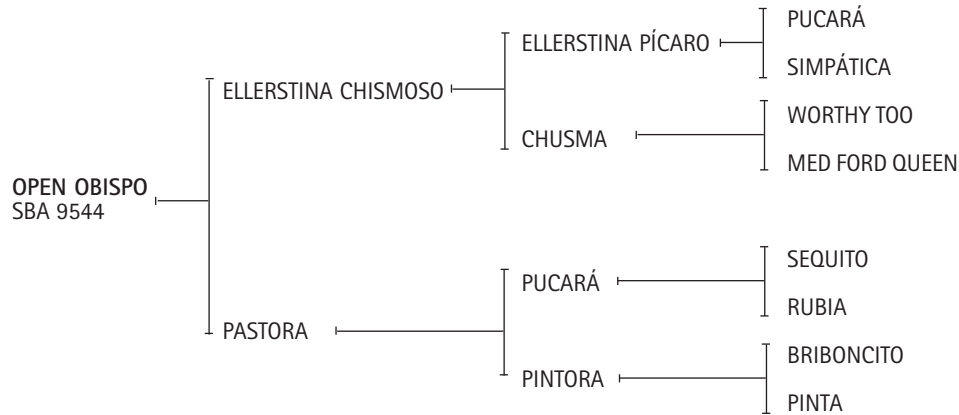 PUCARÁ
ELLERSTINA PÍCARO
SIMPÁTICA
ELLERSTINA CHISMOSO
WORTHY TOO
CHUSMA
MED FORD QUEEN
OPEN OBISPO
SBA 9544
SEQUITO
PUCARÁ
RUBIA
PASTORA
BRIBONCITO
PINTORA
PINTA